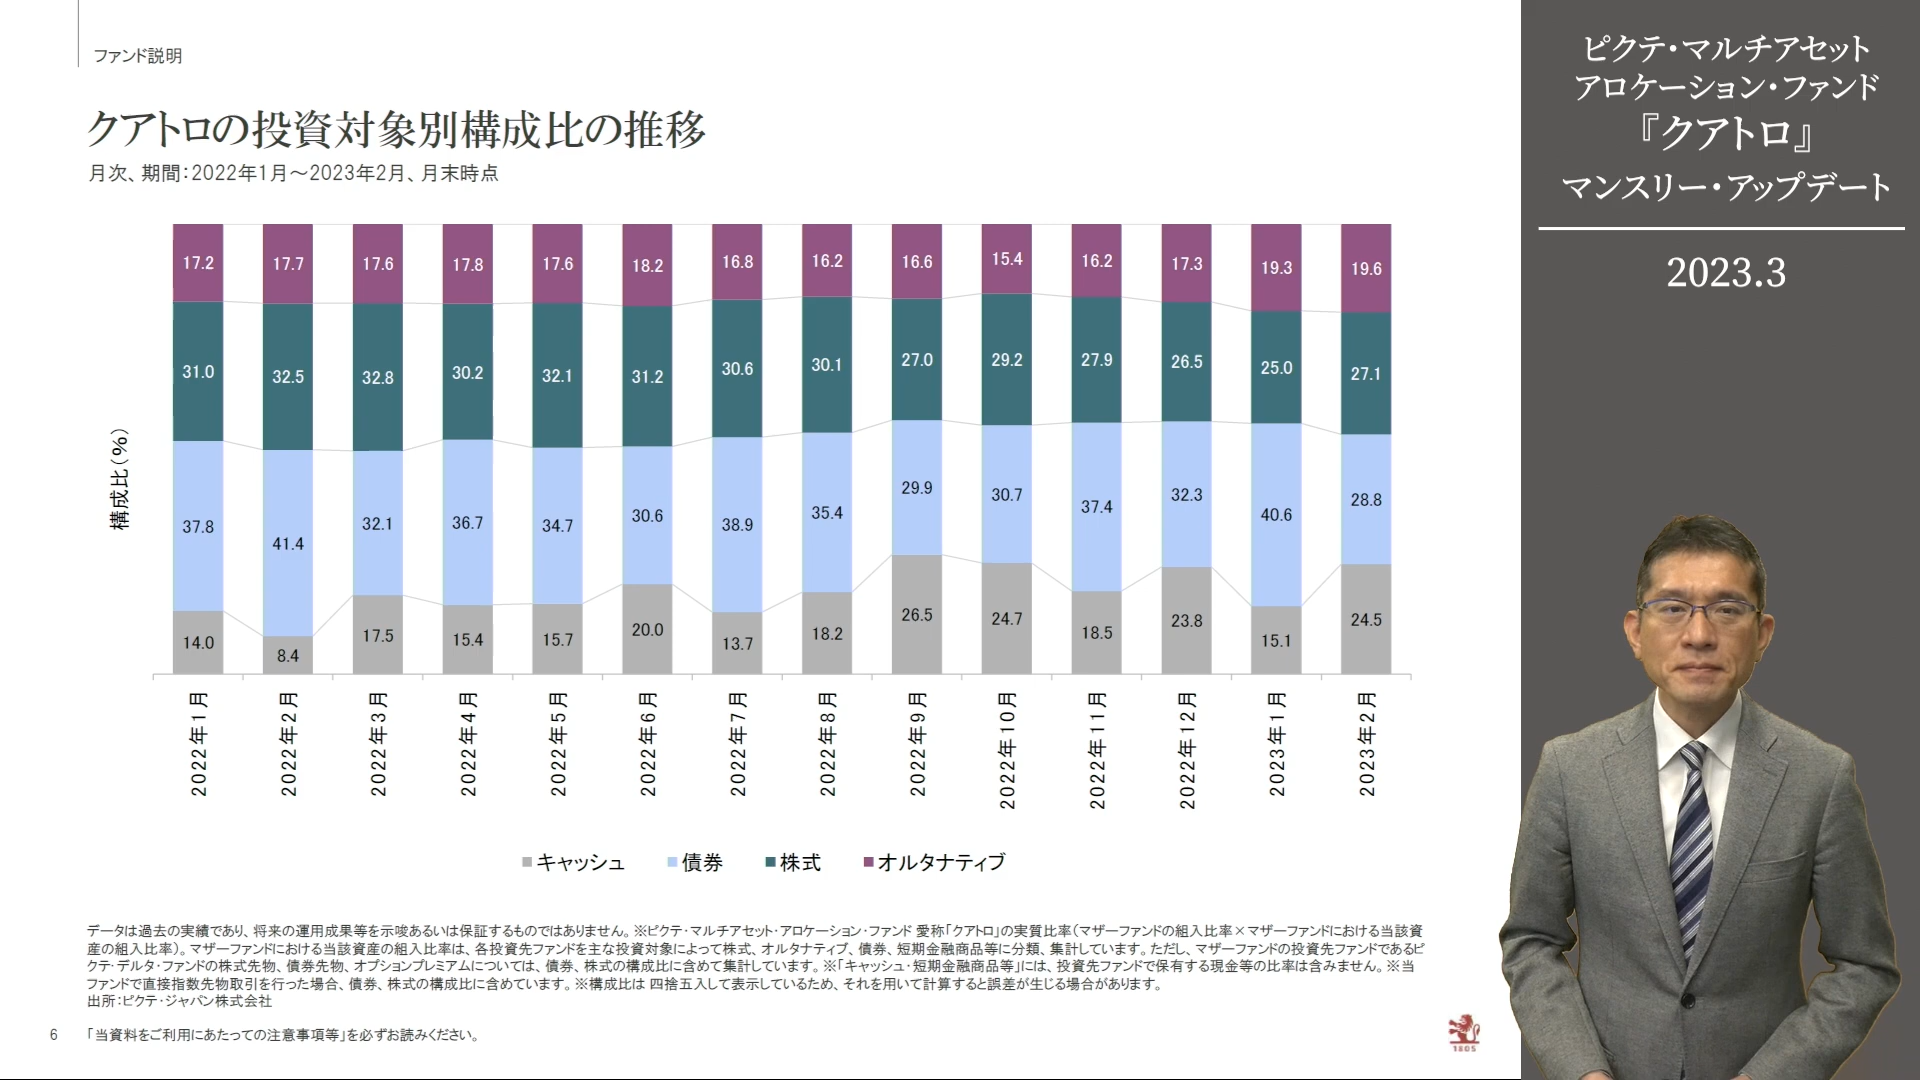 ファンド説明
クアトロの投資対象別構成比の推移
月次、期間：2022年1月～2023年2月、月末時点
構成比（％）
17.2 17.7 17.6 17.8 17.6 18.2 16.8 16.2 16.6 15.4 16.2 17.3 19.3 19.6
31.0 32.5 32.8 30.2 32.1 31.2 30.6 30.1 27.0 29.2 27.9 26.5 25.0 27.1
37.8 41.4 32.1 36.7 34.7 30.6 38.9 35.4 29.9 30.7 37.4 32.3 40.6 28.8
14.0 8.4 17.5 15.4 15.7 20.0 13.7 18.2 26.5 24.7 18.5 23.8 15.1 24.5
2022年1月 2022年2月 2022年3月 2022年4月 2022年5月 2022年6月 2022年7月 2022年8月 2022年9月 2022年10月 2022年11月 2022年12月 2023年1月 2023年2月
キャッシュ 債券 株式 オルタナティブ
データは過去の実績であり、将来の運用成果等を示唆あるいは保証するものではありません。※ピクテ・マルチアセット・アロケーション・ファンド 愛称「クアトロ」の実質比率（マザーファンドの組入比率×マザーファンドにおける当該資
産の組入比率）。マザーファンドにおける当該資産の組入比率は、各投資先ファンドを主な投資対象によって株式、オルタナティブ、債券、短期金融商品等に分類、集計しています。ただし、マザーファンドの投資先ファンドであるピ
クテ・デルタ・ファンドの株式先物、債券先物、オプションプレミアムについては、債券、株式の構成比に含めて集計しています。※「キャッシュ・短期金融商品等」には、投資先ファンドで保有する現金等の比率は含みません。※当
ファンドで直接指数先物取引を行った場合、債券、株式の構成比に含めています。※構成比は 四捨五入して表示しているため、それを用いて計算すると誤差が生じる場合があります。
出所：ピクテ・ジャパン株式会社
6 「当資料をご利用にあたっての注意事項等」を必ずお読みください。
1805
ピクテ・マルチアセット
アロケーション・ファンド
『クアトロ』
マンスリー・アップデート
2023.3